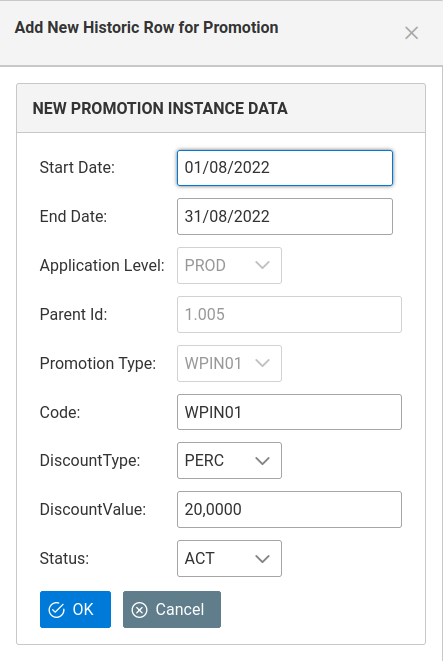 Add New Historic Row for Promotion
NEW PROMOTION INSTANCE DATA
Start Date: 01/08/2022
End Date: 31/08/2022
Application Level: PROD
Parent Id: 1.005
Promotion Type: WPIN01
Code: WPIN01
DiscountType: PERC
DiscountValue: 20,0000
Status: ACT
OK Cancel